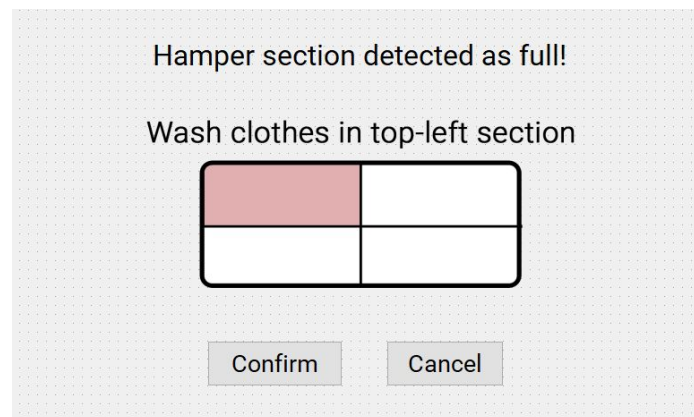 Hamper section detected as full!
Wash clothes in top-left section
Confirm Cancel